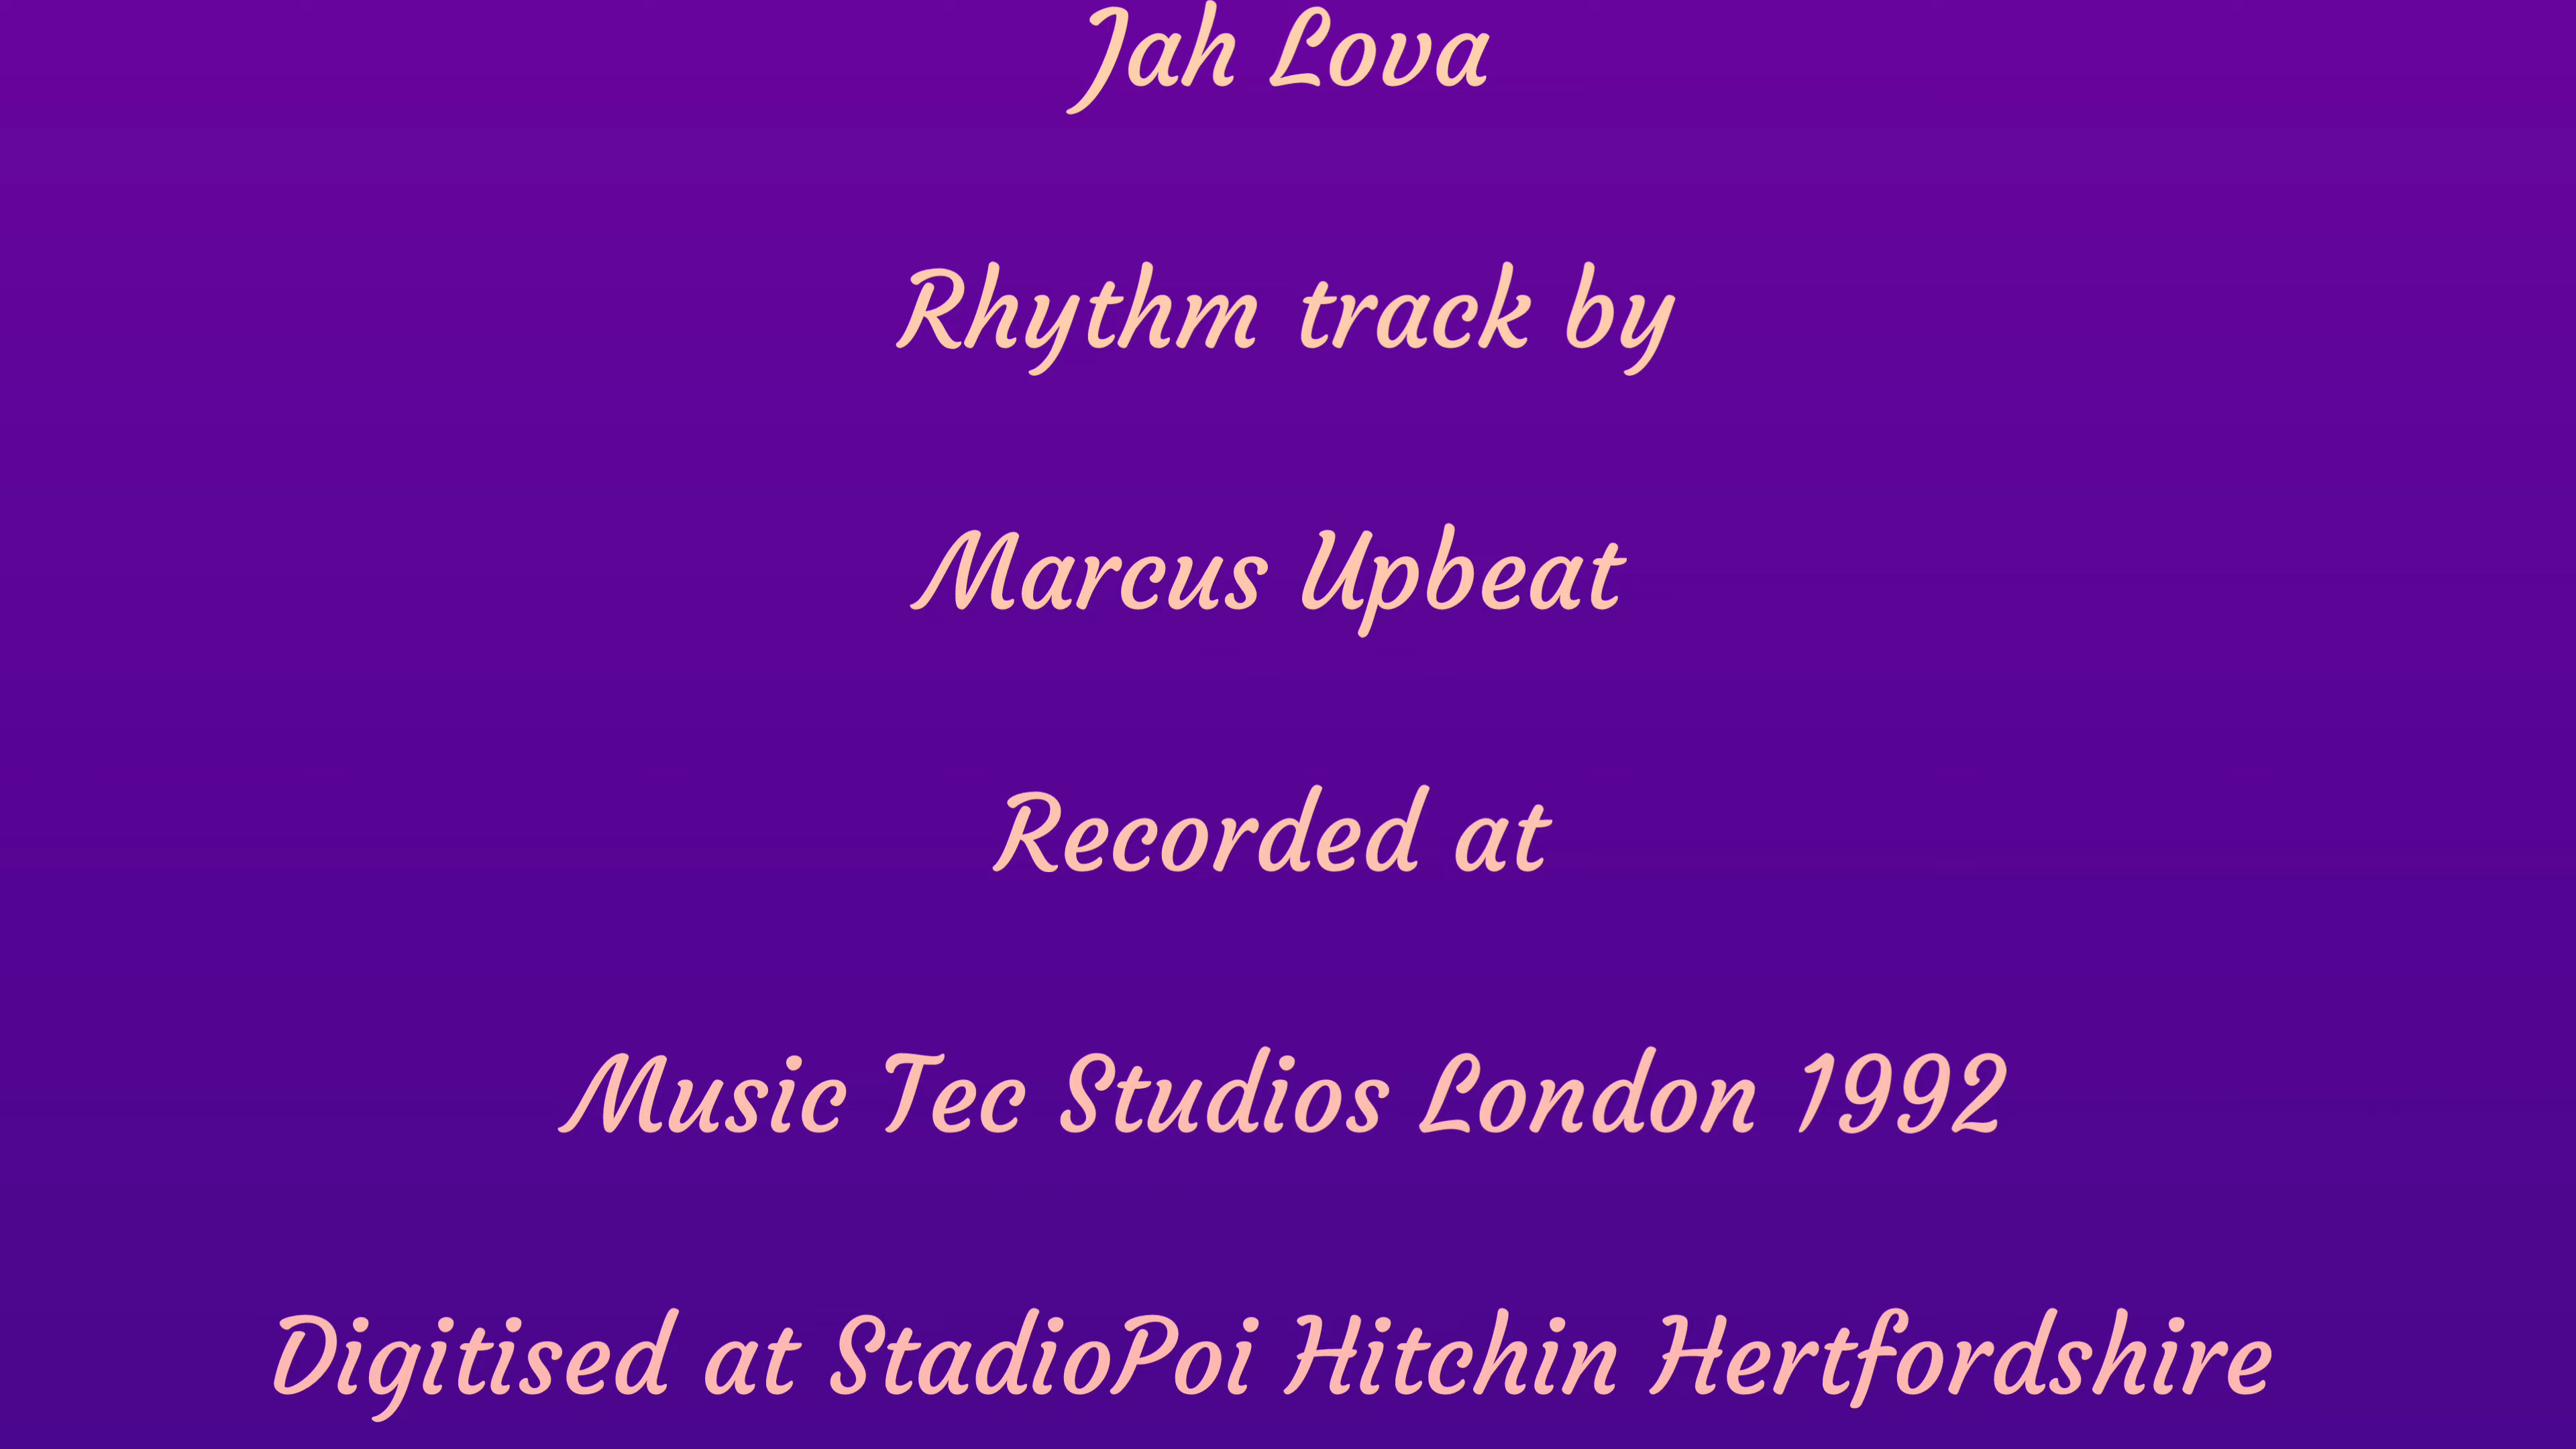 Jah Lova
Rhythm track by
Marcus Upbeat
Recorded at
Music Tec Studios London 1992
Digitised at StadioPoi Hitchin Hertfordshire